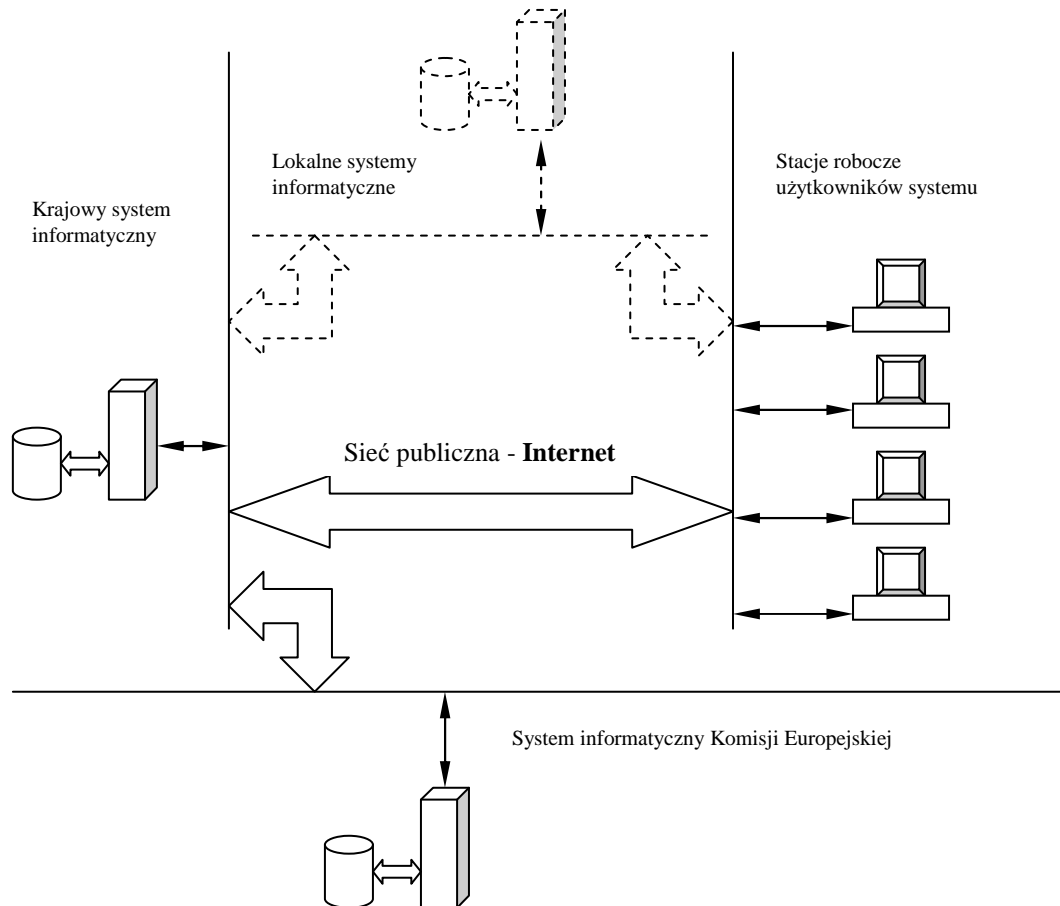 Lokalne systemy
informatyczne
Stacje robocze
użytkowników systemu
Krajowy system
informatyczny
Sieć publiczna - Internet
System informatyczny Komisji Europejskiej